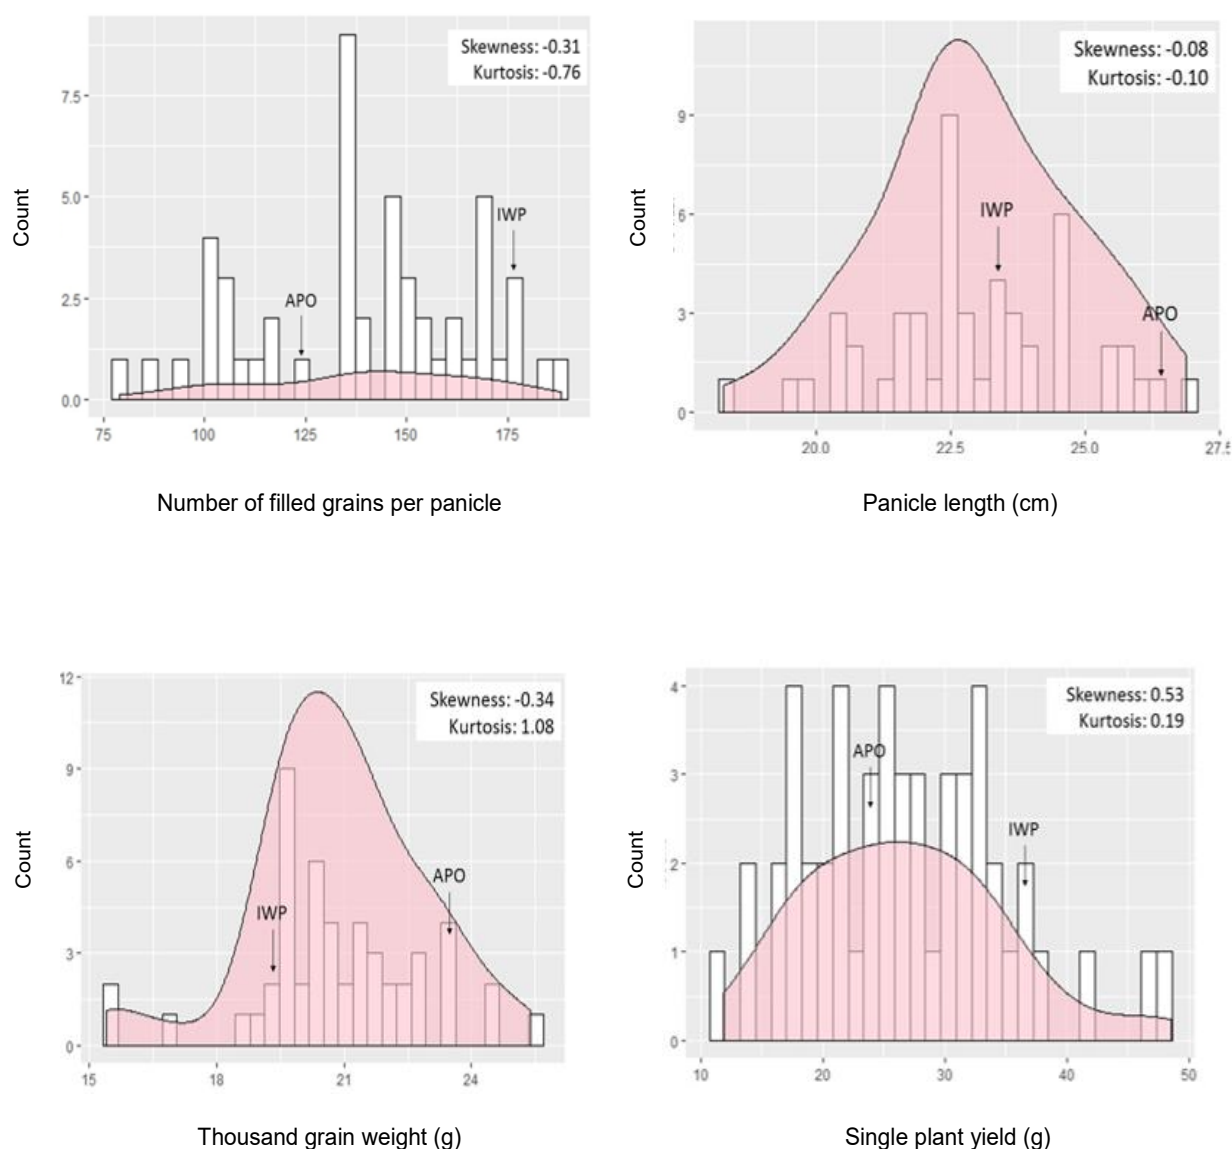 Skewness: -0.31
Kurtosis: -0.76
Count
7.5
5.0
2.5
0.0
APO
IWP
75 100 125 150 175
Number of filled grains per panicle
Skewness: -0.08
Kurtosis: -0.10
Count
9
6
3
0
IWP
APO
20.0 22.5 25.0 27.5
Panicle length (cm)
Skewness: -0.34
Kurtosis: 1.08
Count
12
9
6
3
0
IWP
APO
15 18 21 24
Thousand grain weight (g)
Skewness: 0.53
Kurtosis: 0.19
Count
4
3
2
1
0
APO
IWP
10 20 30 40 50
Single plant yield (g)